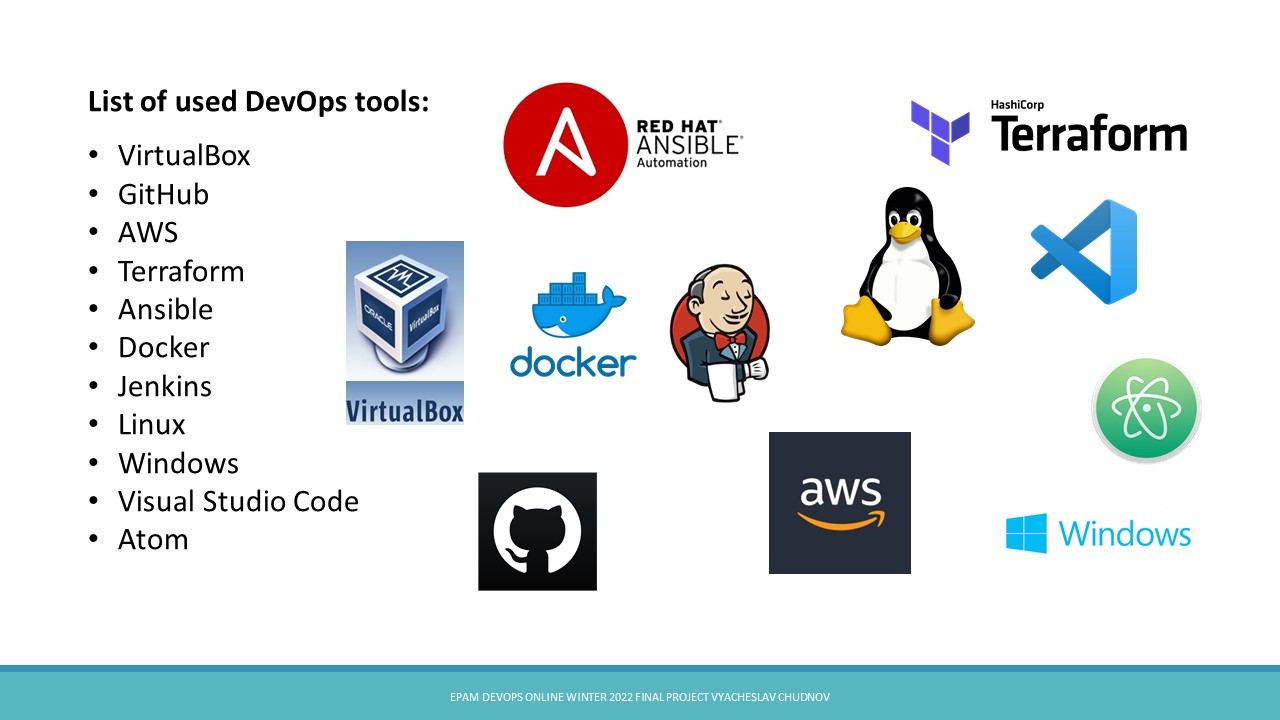 List of used DevOps tools:
• VirtualBox
• GitHub
• AWS
• Terraform
• Ansible
• Docker
• Jenkins
• Linux
• Windows
• Visual Studio Code
• Atom
RED HAT®
ANSIBLE®
Automation
HashiCorp
Terraform
ORACLE
VirtualBox
VirtualBox
docker
aws
Windows
EPAM DEVOPS ONLINE WINTER 2022 FINAL PROJECT VYACHESLAV CHUDNOV